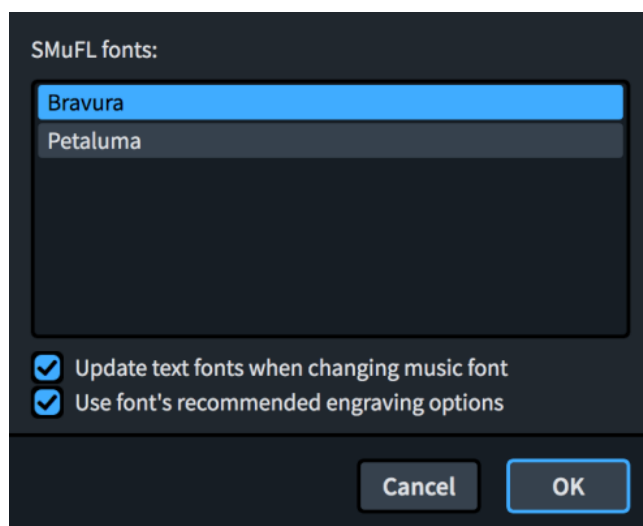 SMuFL fonts:
Bravura
Petaluma
Update text fonts when changing music font
Use font's recommended engraving options
Cancel OK